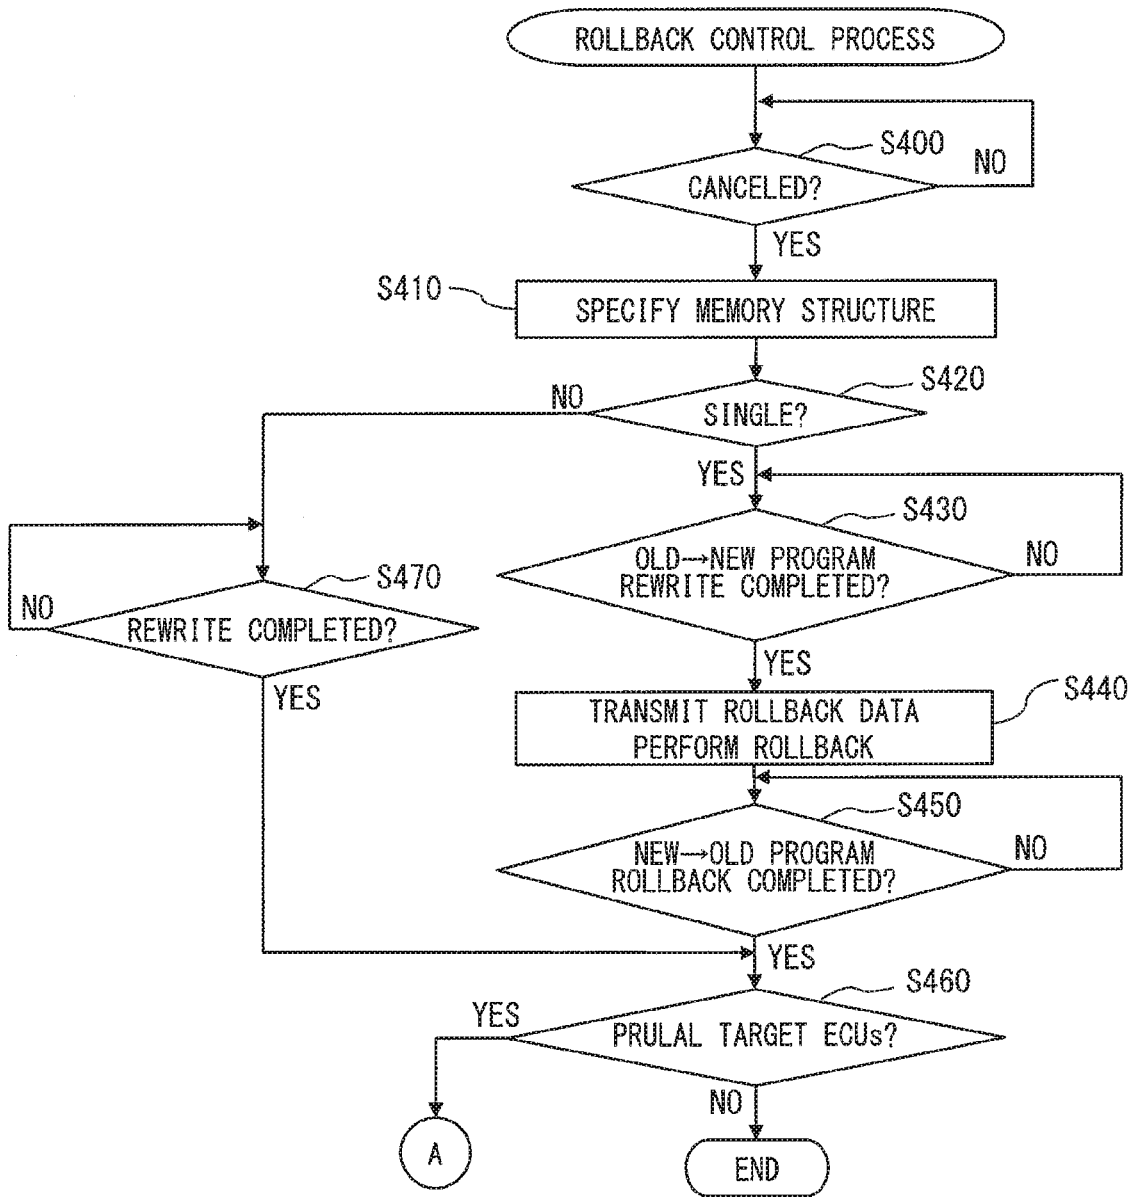 ROLLBACK CONTROL PROCESS
S400
CANCELED?
NO
YES
S410
SPECIFY MEMORY STRUCTURE
S420
NO
SINGLE?
YES
S430
OLD→NEW PROGRAM
REWRITE COMPLETED?
NO
S470
NO
REWRITE COMPLETED?
YES
YES
S440
TRANSMIT ROLLBACK DATA
PERFORM ROLLBACK
S450
NEW→OLD PROGRAM
ROLLBACK COMPLETED?
NO
YES
S460
YES
PRULAL TARGET ECUs?
NO
A
END